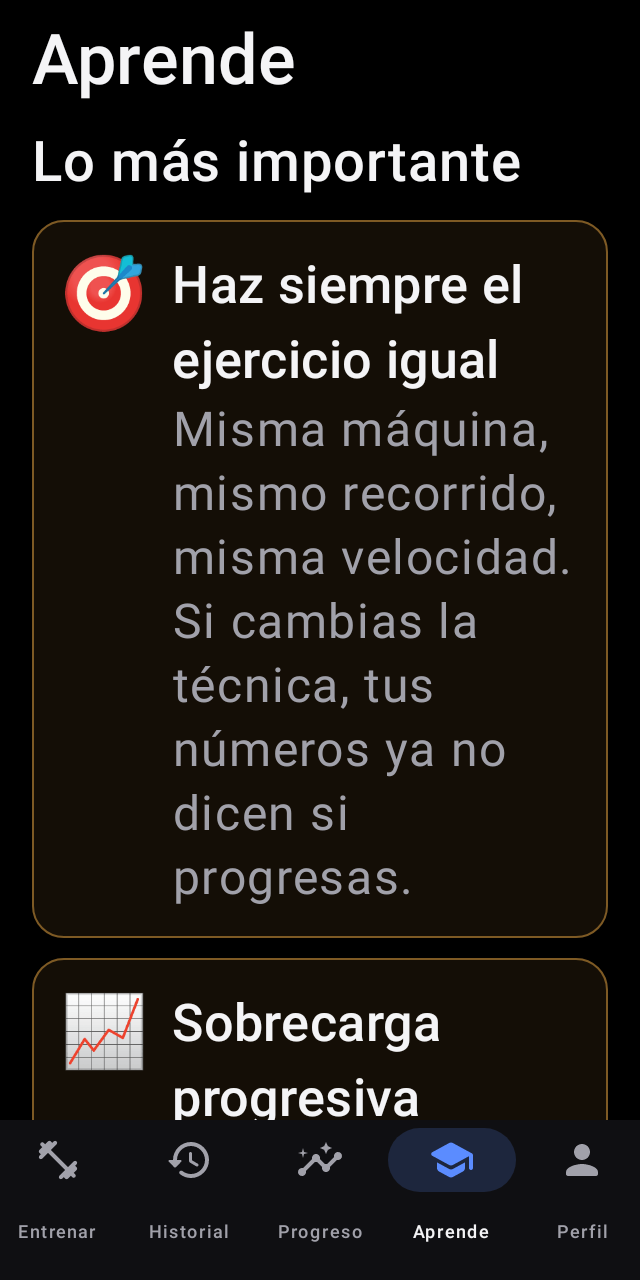 Aprende
Lo más importante
Haz siempre el
ejercicio igual
Misma máquina,
mismo recorrido,
misma velocidad.
Si cambias la
técnica, tus
números ya no
dicen si
progresas.
Sobrecarga
progresiva
Entrenar
Historial
Progreso
Aprende
Perfil